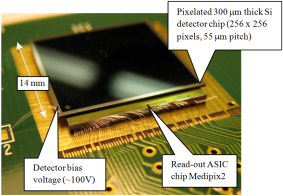 Pixelated 300 µm thick Si
detector chip (256 x 256
pixels, 55 µm pitch)
14 mm
Detector bias
voltage (~100V)
Read-out ASIC
chip Medipix2